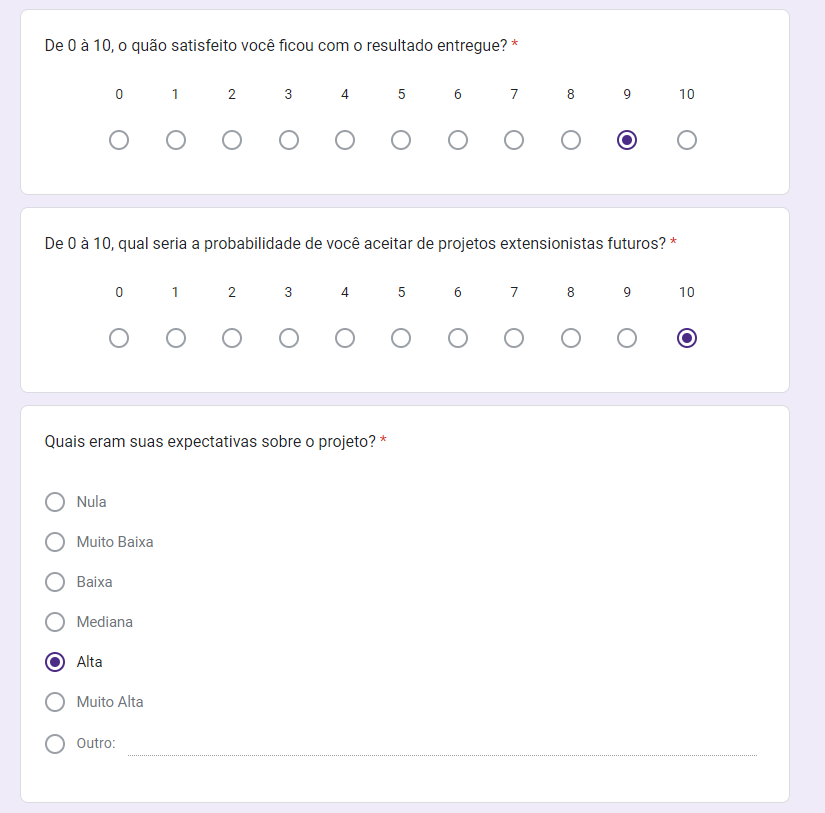 De 0 à 10, o quão satisfeito você ficou com o resultado entregue? *
0 1 2 3 4 5 6 7 8 9 10
De 0 à 10, qual seria a probabilidade de você aceitar de projetos extensionistas futuros? *
0 1 2 3 4 5 6 7 8 9 10
Quais eram suas expectativas sobre o projeto? *
Nula
Muito Baixa
Baixa
Mediana
Alta
Muito Alta
Outro: